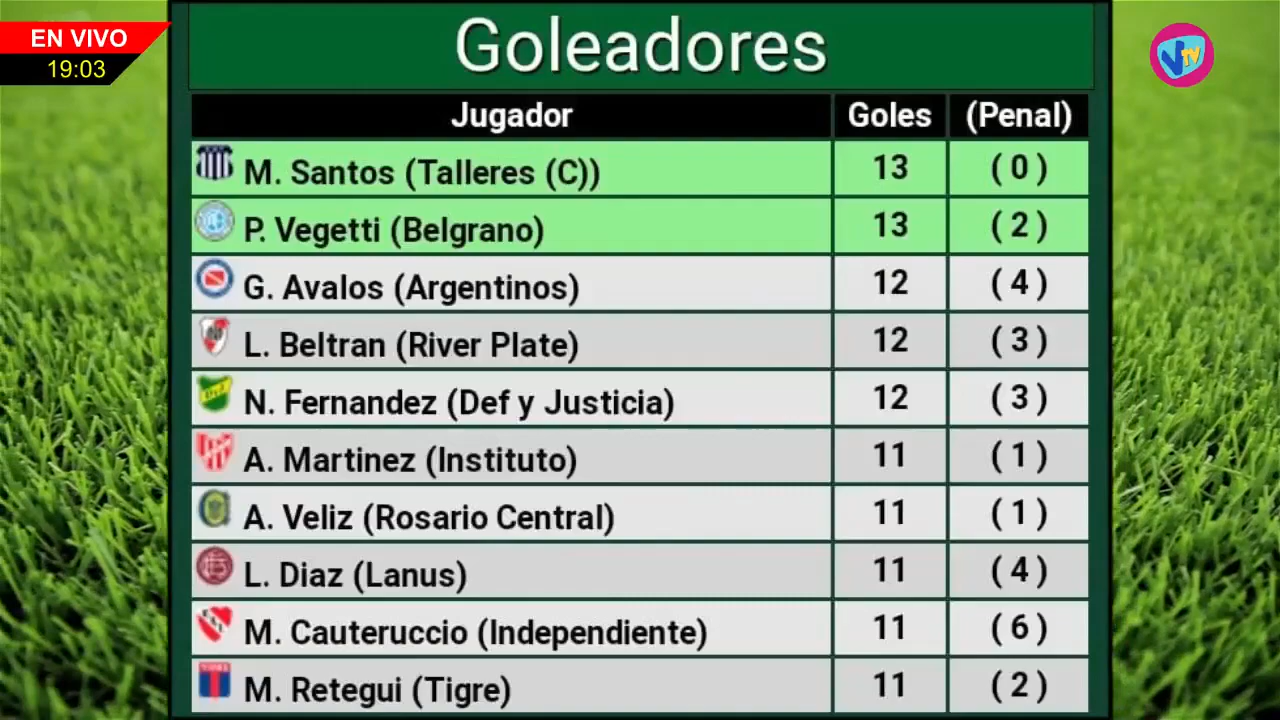 EN VIVO
19:03
Goleadores
Jugador Goles (Penal)
M. Santos (Talleres (C)) 13 ( 0 )
P. Vegetti (Belgrano) 13 ( 2 )
G. Avalos (Argentinos) 12 ( 4 )
L. Beltran (River Plate) 12 ( 3 )
N. Fernandez (Def y Justicia) 12 ( 3 )
A. Martinez (Instituto) 11 ( 1 )
A. Veliz (Rosario Central) 11 ( 1 )
L. Diaz (Lanus) 11 ( 4 )
M. Cauteruccio (Independiente) 11 ( 6 )
M. Retegui (Tigre) 11 ( 2 )
VTV